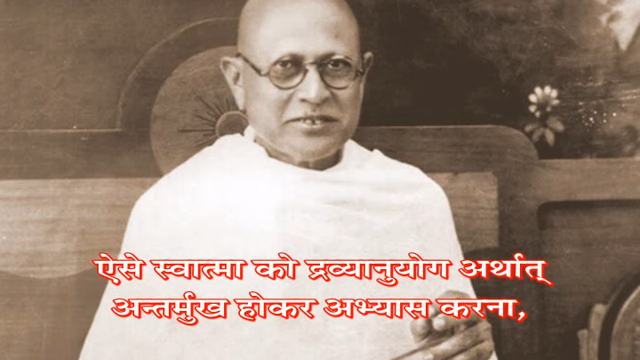 ऐसे स्वात्मा को द्रव्यानुयोग अर्थात्
अन्तर्मुख होकर अभ्यास करना,